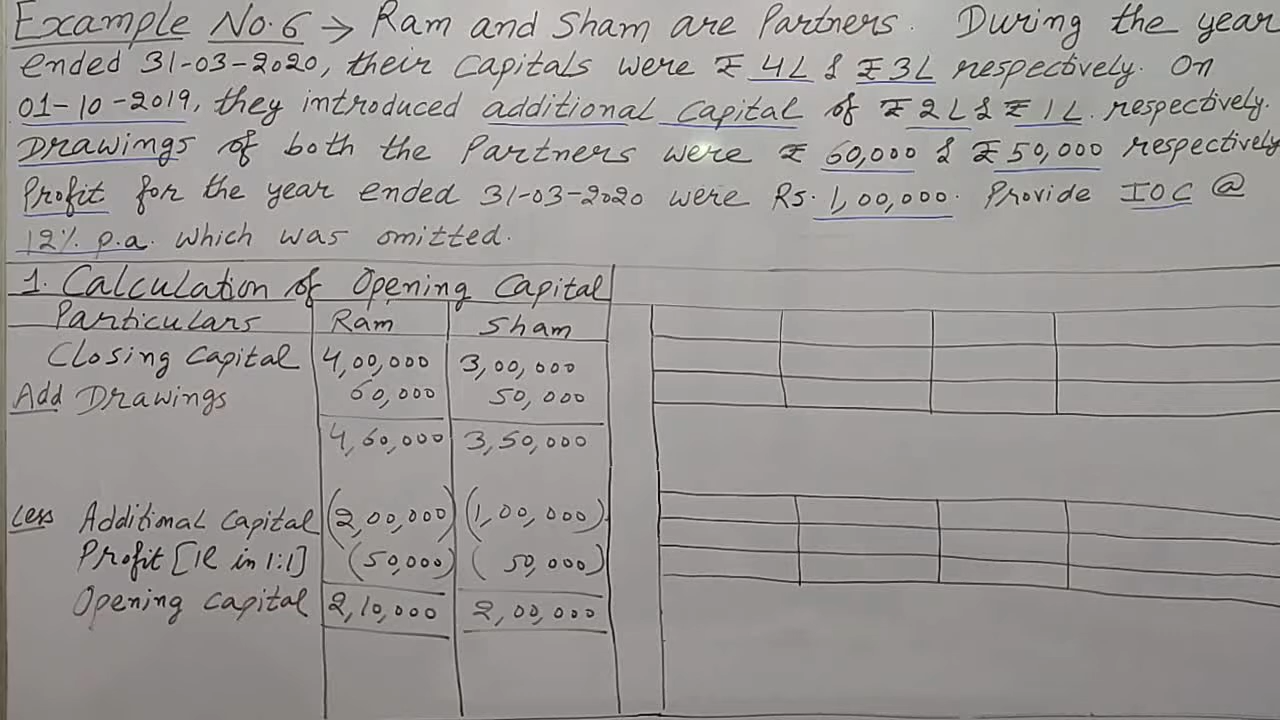 Example No.6 → Ram and Sham are Partners. During the year
ended 31-03-2020, their Capitals were ₹ 4L & ₹ 3L respectively. On
01-10-2019, they introduced additional Capital of ₹ 2L & ₹ 1L. respectively.
Drawings of both the Partners were ₹ 60,000 & ₹ 50,000 respectively
Profit for the year ended 31-03-2020 were Rs. 1,00,000. Provide IOC @
12% p.a. which was omitted.
1. Calculation of Opening Capital
Particulars Ram Sham
Closing Capital 4,00,000 3,00,000
Add Drawings 60,000 50,000
4,60,000 3,50,000
Less Additional Capital (2,00,000) (1,00,000)
Profit [1L in 1:1] (50,000) (50,000)
Opening Capital 2,10,000 2,00,000